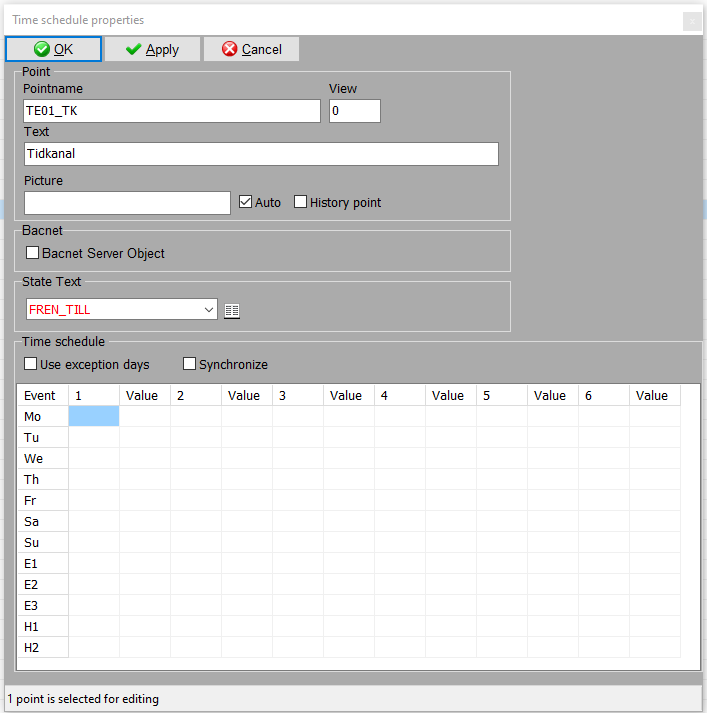 Time schedule properties
OK Apply Cancel
Point
Pointname View
TE01_TK 0
Text
Tidkanal
Picture
Auto History point
Bacnet
Bacnet Server Object
State Text
FREN_TILL
Time schedule
Use exception days Synchronize
Event 1 Value 2 Value 3 Value 4 Value 5 Value 6 Value
Mo
Tu
We
Th
Fr
Sa
Su
E1
E2
E3
H1
H2
1 point is selected for editing